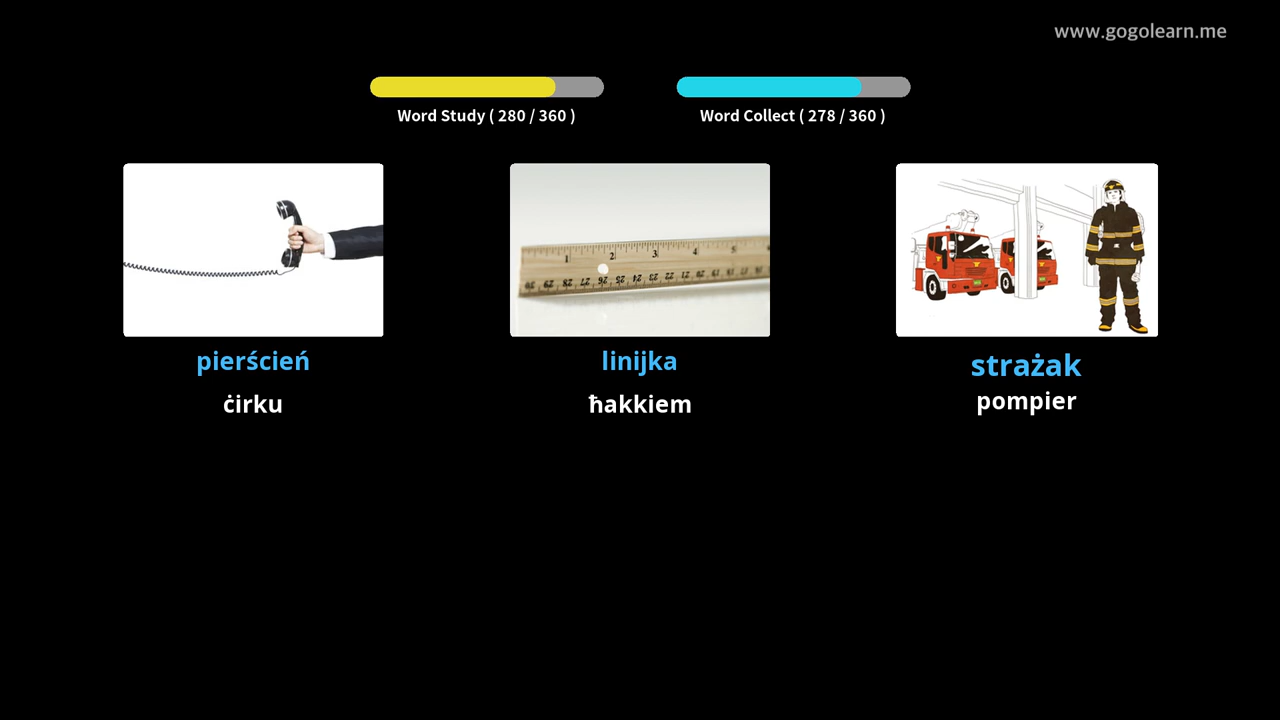 www.gogolearn.me
Word Study ( 280 / 360 )
Word Collect ( 278 / 360 )
pierścień
ċirku
linijka
ħakkiem
strażak
pompier